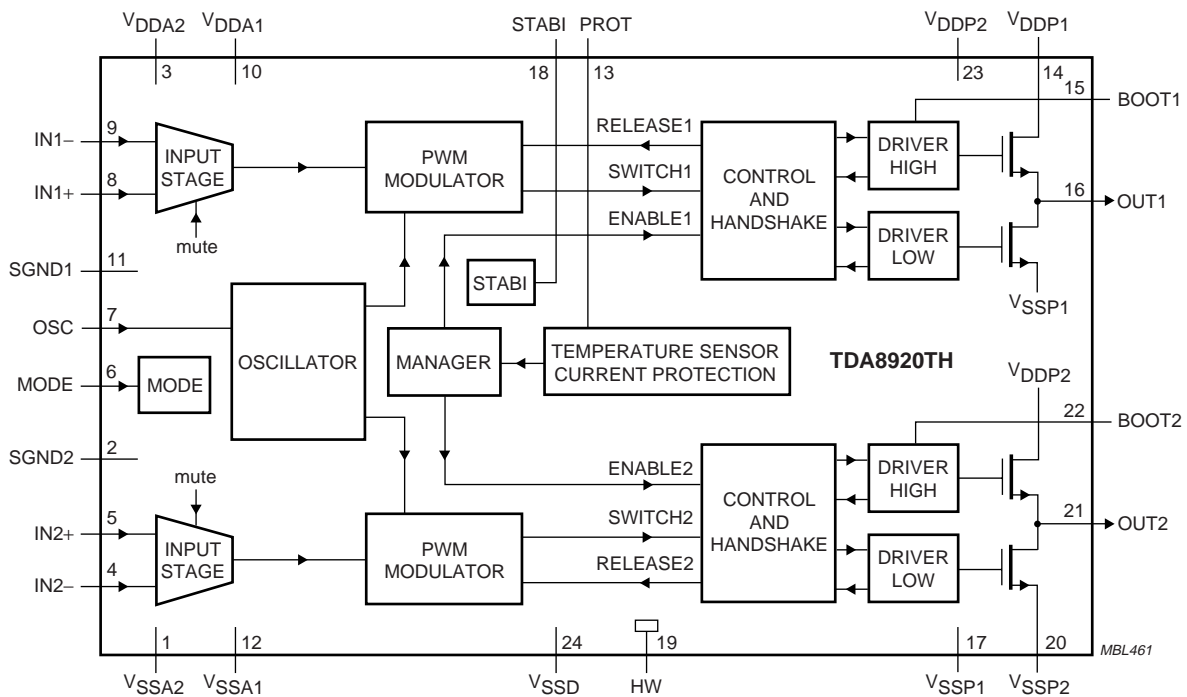 VDDA2 VDDA1 STABI PROT VDDP2 VDDP1
3 10 18 13 23 14
15 BOOT1
IN1− 9
INPUT STAGE
IN1+ 8
mute
PWM MODULATOR
RELEASE1
SWITCH1
ENABLE1
CONTROL AND HANDSHAKE
DRIVER HIGH
16 OUT1
DRIVER LOW
VSSP1
SGND1 11
STABI
OSC 7
OSCILLATOR
MANAGER
TEMPERATURE SENSOR
CURRENT PROTECTION
TDA8920TH
MODE 6
MODE
VDDP2
22 BOOT2
SGND2 2
mute
ENABLE2
SWITCH2
RELEASE2
IN2+ 5
INPUT STAGE
IN2− 4
PWM MODULATOR
CONTROL AND HANDSHAKE
DRIVER HIGH
21 OUT2
DRIVER LOW
1 12 24 19 17 20
MBL461
VSSA2 VSSA1 VSSD HW VSSP1 VSSP2